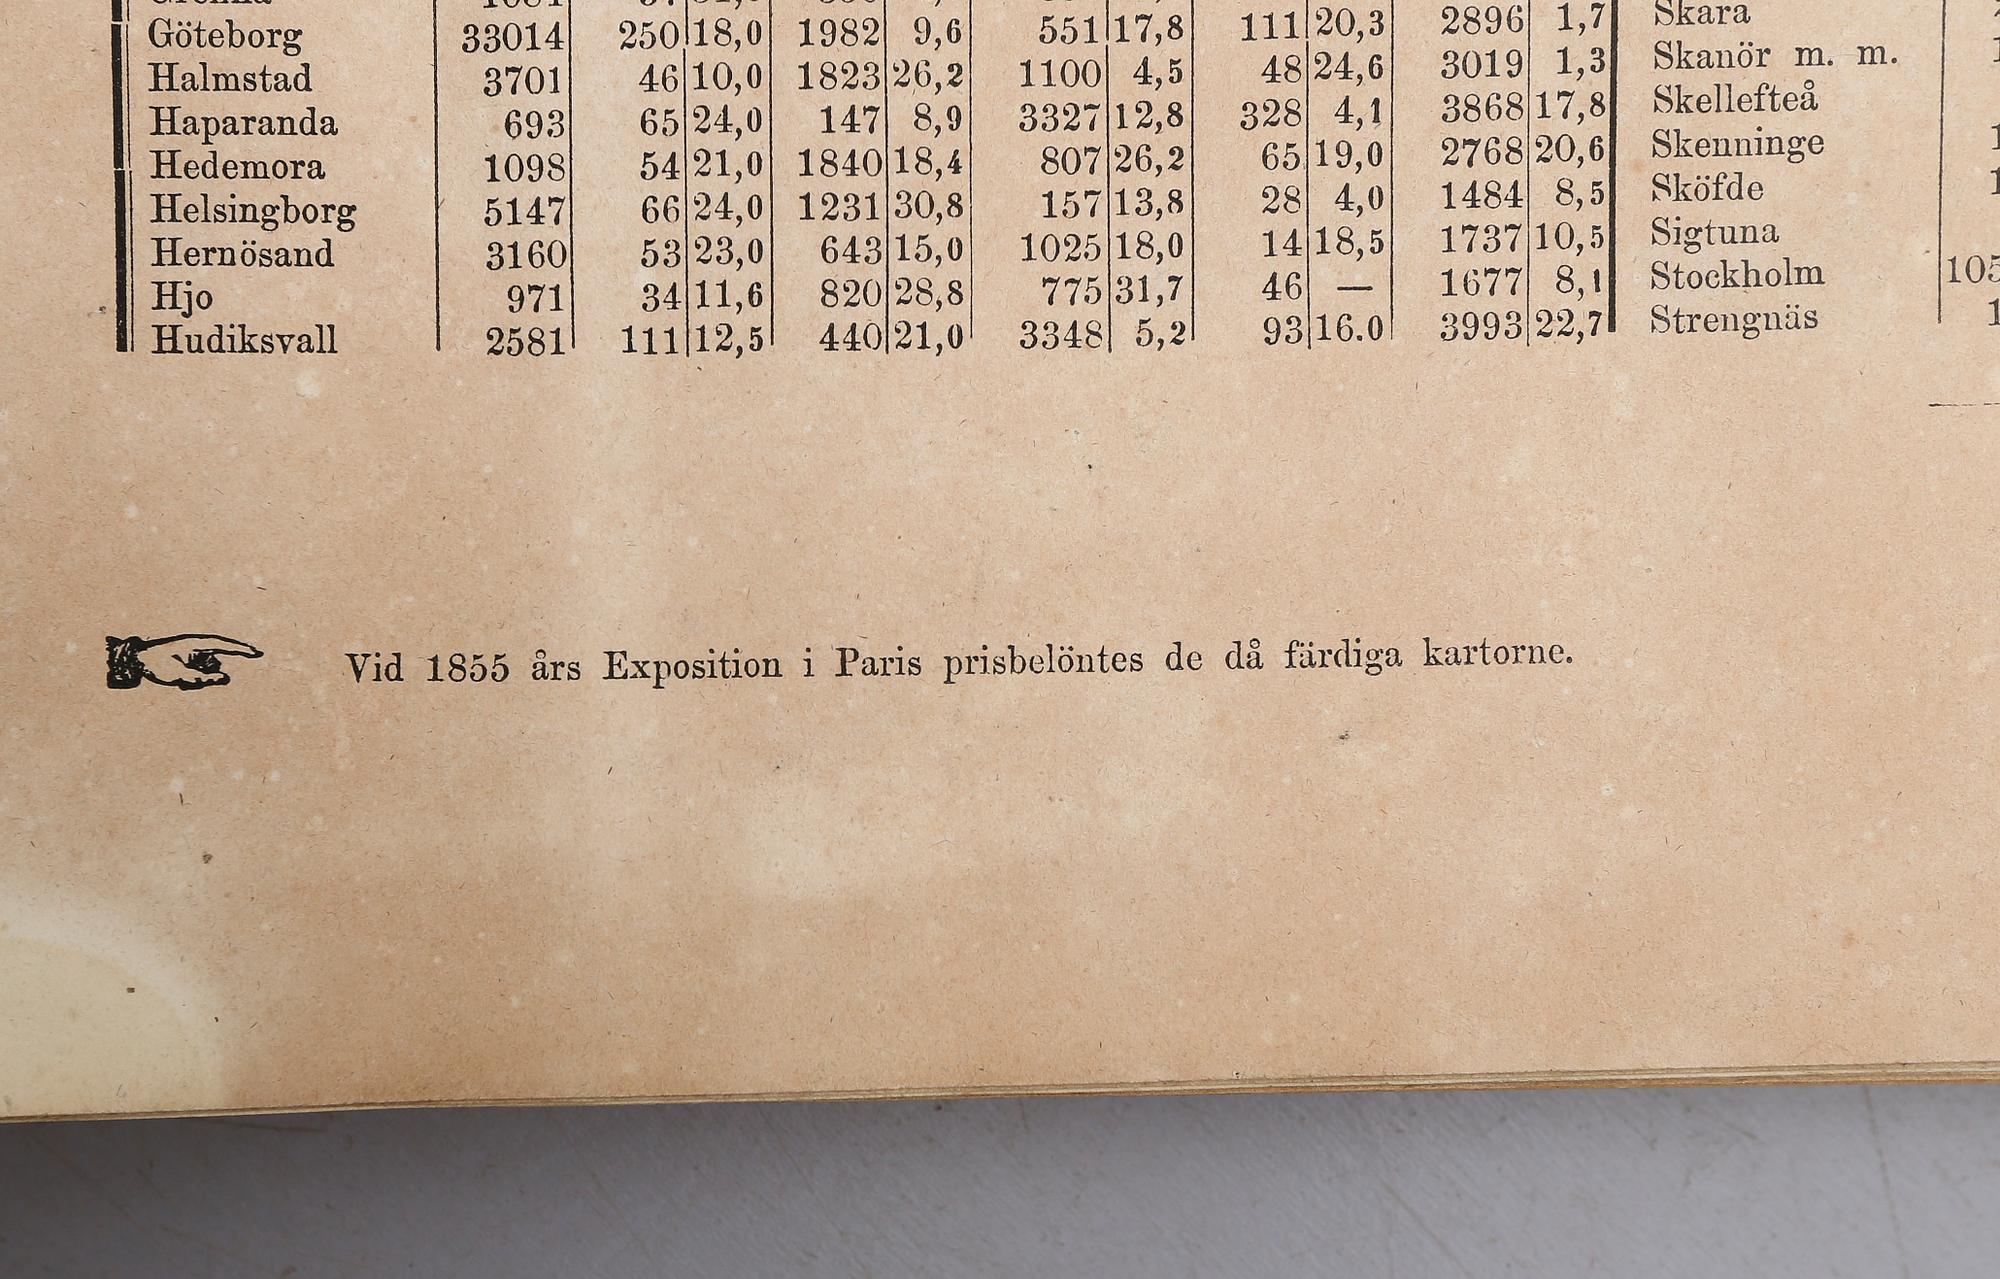 Göteborg 33014 250 18,0 1982 9,6 551 17,8 111 20,3 2896 1,7 Skara
Halmstad 3701 46 10,0 1823 26,2 1100 4,5 48 24,6 3019 1,3 Skanör m. m.
Haparanda 693 65 24,0 147 8,9 3327 12,8 328 4,1 3868 17,8 Skellefteå
Hedemora 1098 54 21,0 1840 18,4 807 26,2 65 19,0 2768 20,6 Skenninge
Helsingborg 5147 66 24,0 1231 30,8 157 13,8 28 4,0 1484 8,5 Sköfde
Hernösand 3160 53 23,0 643 15,0 1025 18,0 14 18,5 1737 10,5 Sigtuna
Hjo 971 34 11,6 820 28,8 775 31,7 46 — 1677 8,1 Stockholm 105
Hudiksvall 2581 111 12,5 440 21,0 3348 5,2 93 16.0 3993 22,7 Strengnäs
Vid 1855 års Exposition i Paris prisbelöntes de då färdiga kartorne.